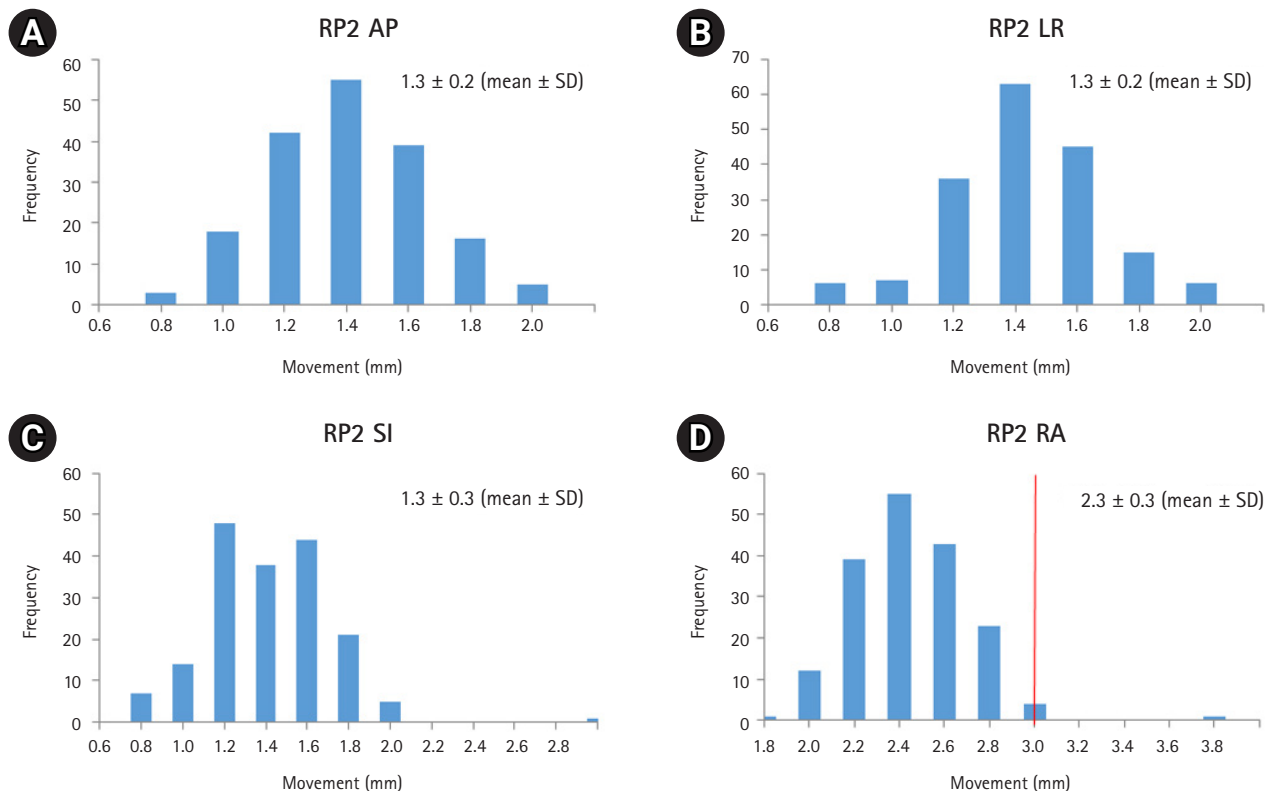 A
RP2 AP
1.3 ± 0.2 (mean ± SD)
Frequency
60
50
40
30
20
10
0
0.6 0.8 1.0 1.2 1.4 1.6 1.8 2.0
Movement (mm)
B
RP2 LR
1.3 ± 0.2 (mean ± SD)
Frequency
70
60
50
40
30
20
10
0
0.6 0.8 1.0 1.2 1.4 1.6 1.8 2.0
Movement (mm)
C
RP2 SI
1.3 ± 0.3 (mean ± SD)
Frequency
60
50
40
30
20
10
0
0.6 0.8 1.0 1.2 1.4 1.6 1.8 2.0 2.2 2.4 2.6 2.8
Movement (mm)
D
RP2 RA
2.3 ± 0.3 (mean ± SD)
Frequency
60
50
40
30
20
10
0
1.8 2.0 2.2 2.4 2.6 2.8 3.0 3.2 3.4 3.6 3.8
Movement (mm)